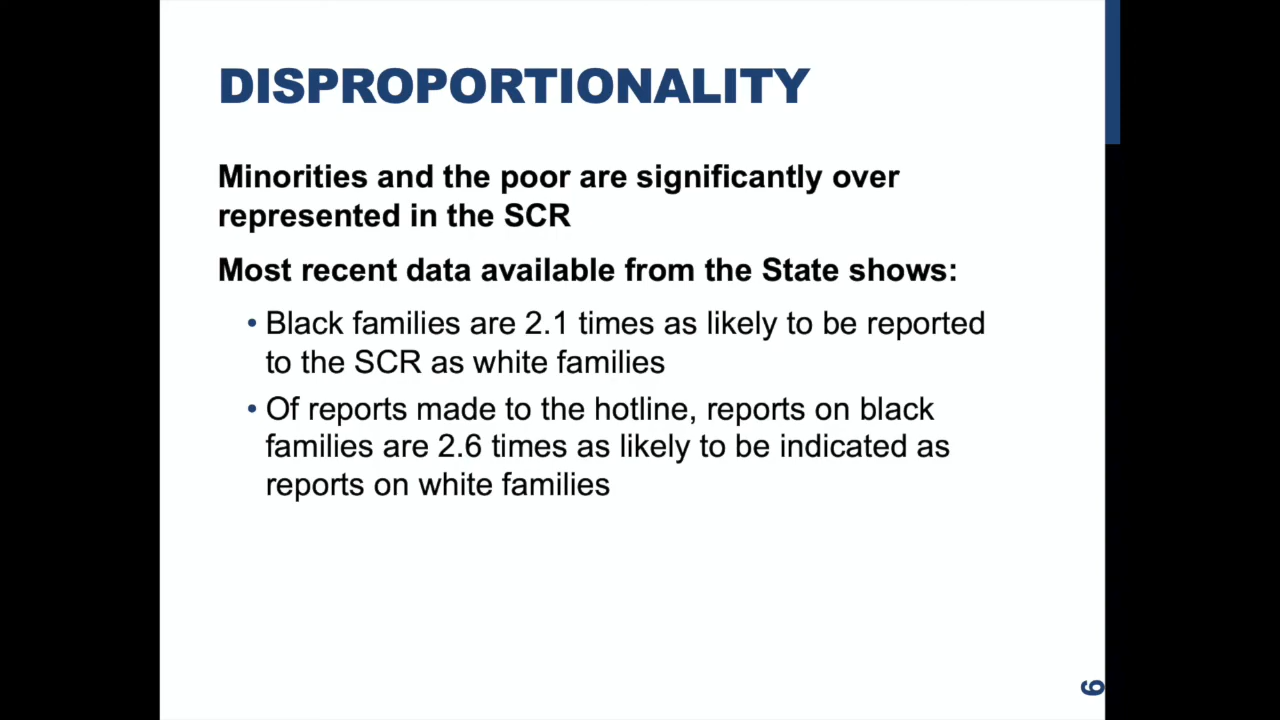 DISPROPORTIONALITY
Minorities and the poor are significantly over
represented in the SCR
Most recent data available from the State shows:
• Black families are 2.1 times as likely to be reported
to the SCR as white families
• Of reports made to the hotline, reports on black
families are 2.6 times as likely to be indicated as
reports on white families
6